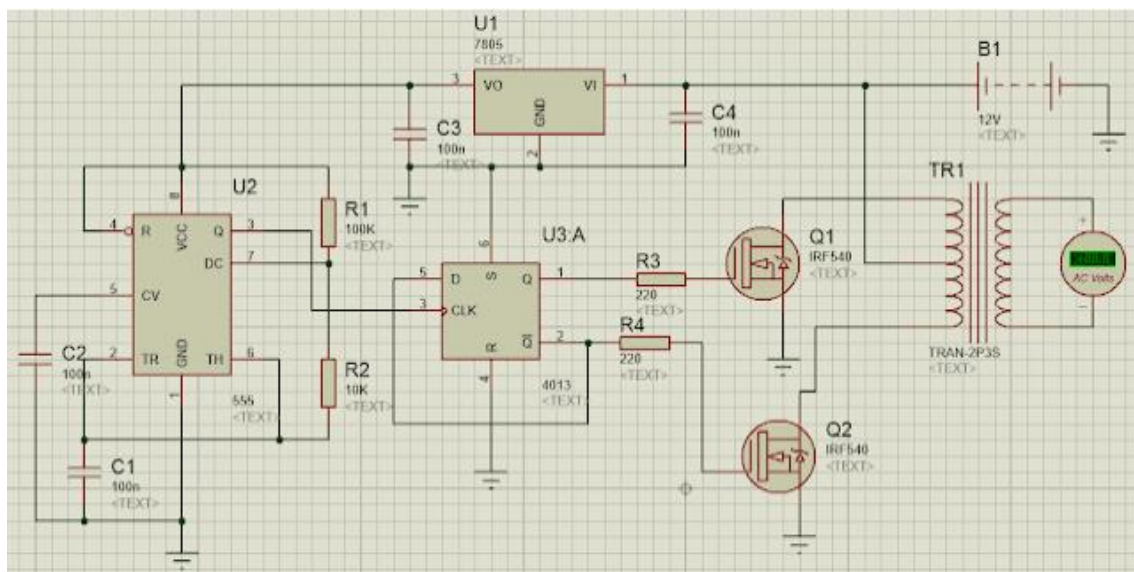 U1
7805
<TEXT>
3 VO VI 1
GND
2
B1
12V
<TEXT>
C3
100n
<TEXT>
C4
100n
<TEXT>
TR1
TRAN-2P3S
<TEXT>
AC Volts
+
U2
8
4 R VCC Q 3
DC 7
5 CV
2 TR GND TH 6
1
555
<TEXT>
R1
100K
<TEXT>
R2
10K
<TEXT>
C2
100n
<TEXT>
C1
100n
<TEXT>
U3:A
6
5 D S Q 1
3 CLK
R Q 2
4
4013
<TEXT>
R3
220
<TEXT>
R4
220
<TEXT>
Q1
IRF540
<TEXT>
Q2
IRF540
<TEXT>